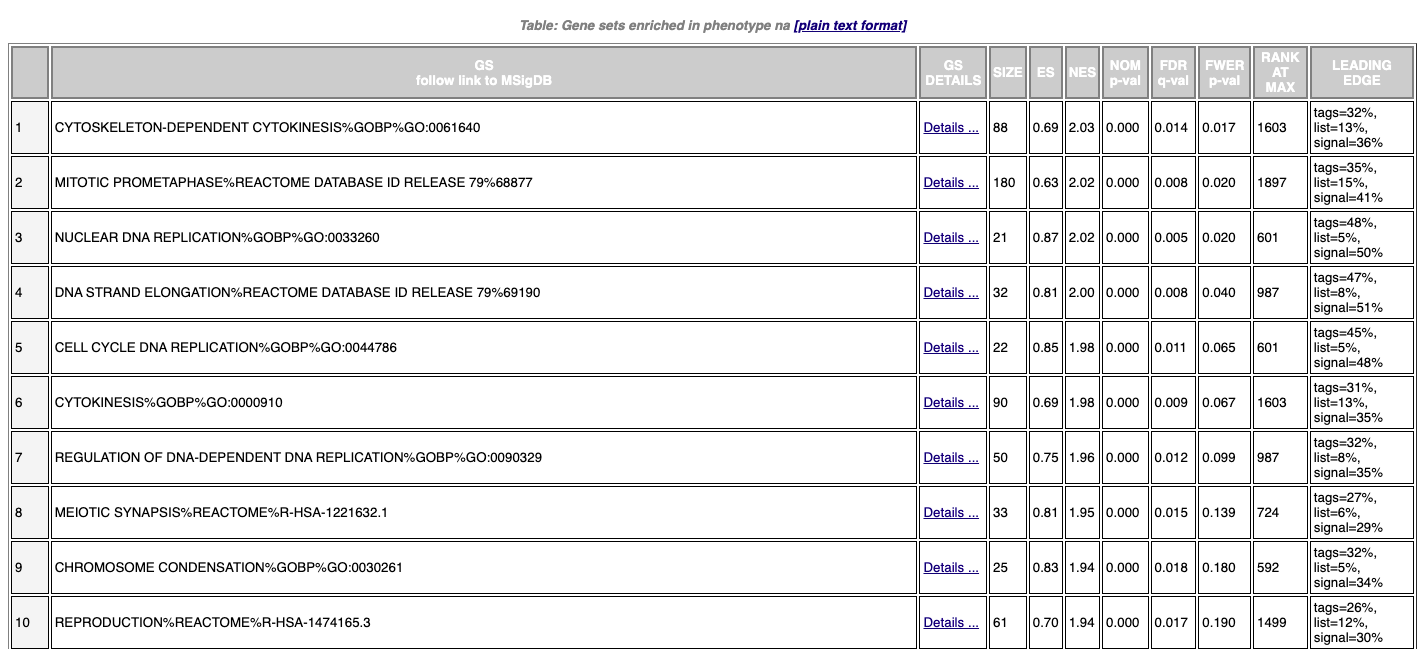 Table: Gene sets enriched in phenotype na [plain text format]
GS follow link to MSigDB GS DETAILS SIZE ES NES NOM p-val FDR q-val FWER p-val RANK AT MAX LEADING EDGE
1 CYTOSKELETON-DEPENDENT CYTOKINESIS%GOBP%GO:0061640 Details ... 88 0.69 2.03 0.000 0.014 0.017 1603 tags=32%, list=13%, signal=36%
2 MITOTIC PROMETAPHASE%REACTOME DATABASE ID RELEASE 79%68877 Details ... 180 0.63 2.02 0.000 0.008 0.020 1897 tags=35%, list=15%, signal=41%
3 NUCLEAR DNA REPLICATION%GOBP%GO:0033260 Details ... 21 0.87 2.02 0.000 0.005 0.020 601 tags=48%, list=5%, signal=50%
4 DNA STRAND ELONGATION%REACTOME DATABASE ID RELEASE 79%69190 Details ... 32 0.81 2.00 0.000 0.008 0.040 987 tags=47%, list=8%, signal=51%
5 CELL CYCLE DNA REPLICATION%GOBP%GO:0044786 Details ... 22 0.85 1.98 0.000 0.011 0.065 601 tags=45%, list=5%, signal=48%
6 CYTOKINESIS%GOBP%GO:0000910 Details ... 90 0.69 1.98 0.000 0.009 0.067 1603 tags=31%, list=13%, signal=35%
7 REGULATION OF DNA-DEPENDENT DNA REPLICATION%GOBP%GO:0090329 Details ... 50 0.75 1.96 0.000 0.012 0.099 987 tags=32%, list=8%, signal=35%
8 MEIOTIC SYNAPSIS%REACTOME%R-HSA-1221632.1 Details ... 33 0.81 1.95 0.000 0.015 0.139 724 tags=27%, list=6%, signal=29%
9 CHROMOSOME CONDENSATION%GOBP%GO:0030261 Details ... 25 0.83 1.94 0.000 0.018 0.180 592 tags=32%, list=5%, signal=34%
10 REPRODUCTION%REACTOME%R-HSA-1474165.3 Details ... 61 0.70 1.94 0.000 0.017 0.190 1499 tags=26%, list=12%, signal=30%